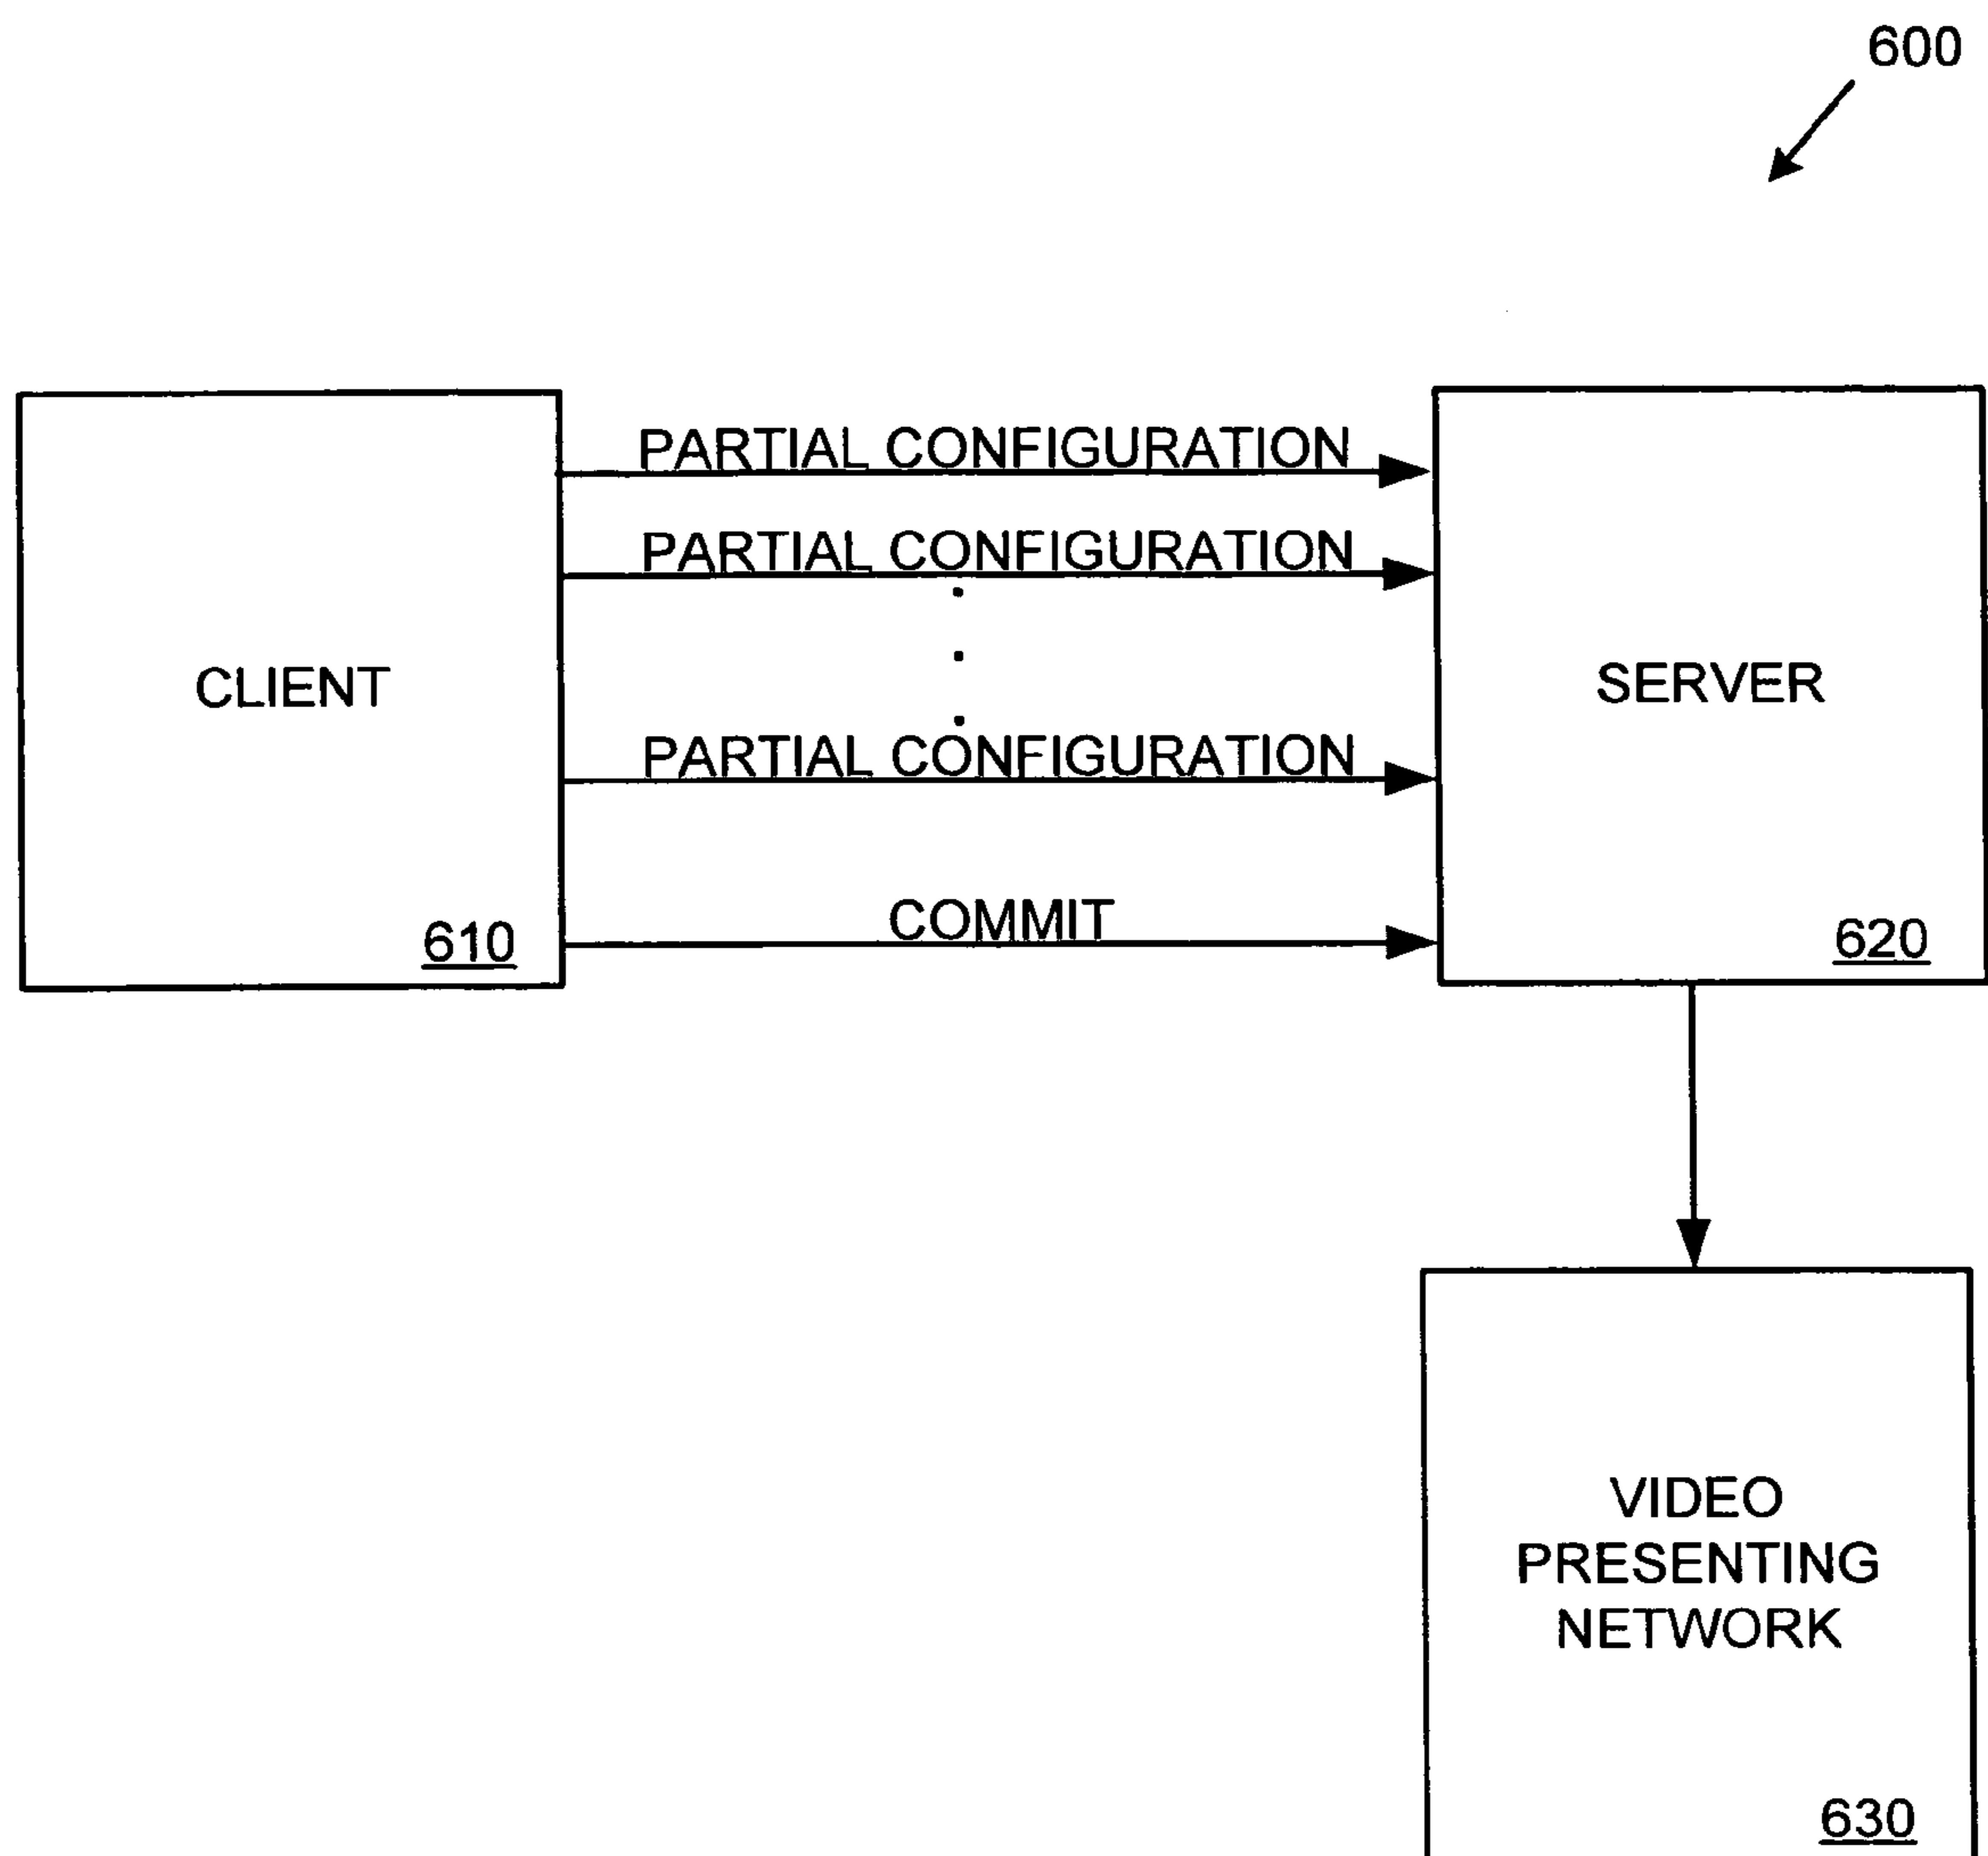 600
PARTIAL CONFIGURATION
PARTIAL CONFIGURATION
CLIENT
SERVER
PARTIAL CONFIGURATION
COMMIT
610
620
VIDEO
PRESENTING
NETWORK
630